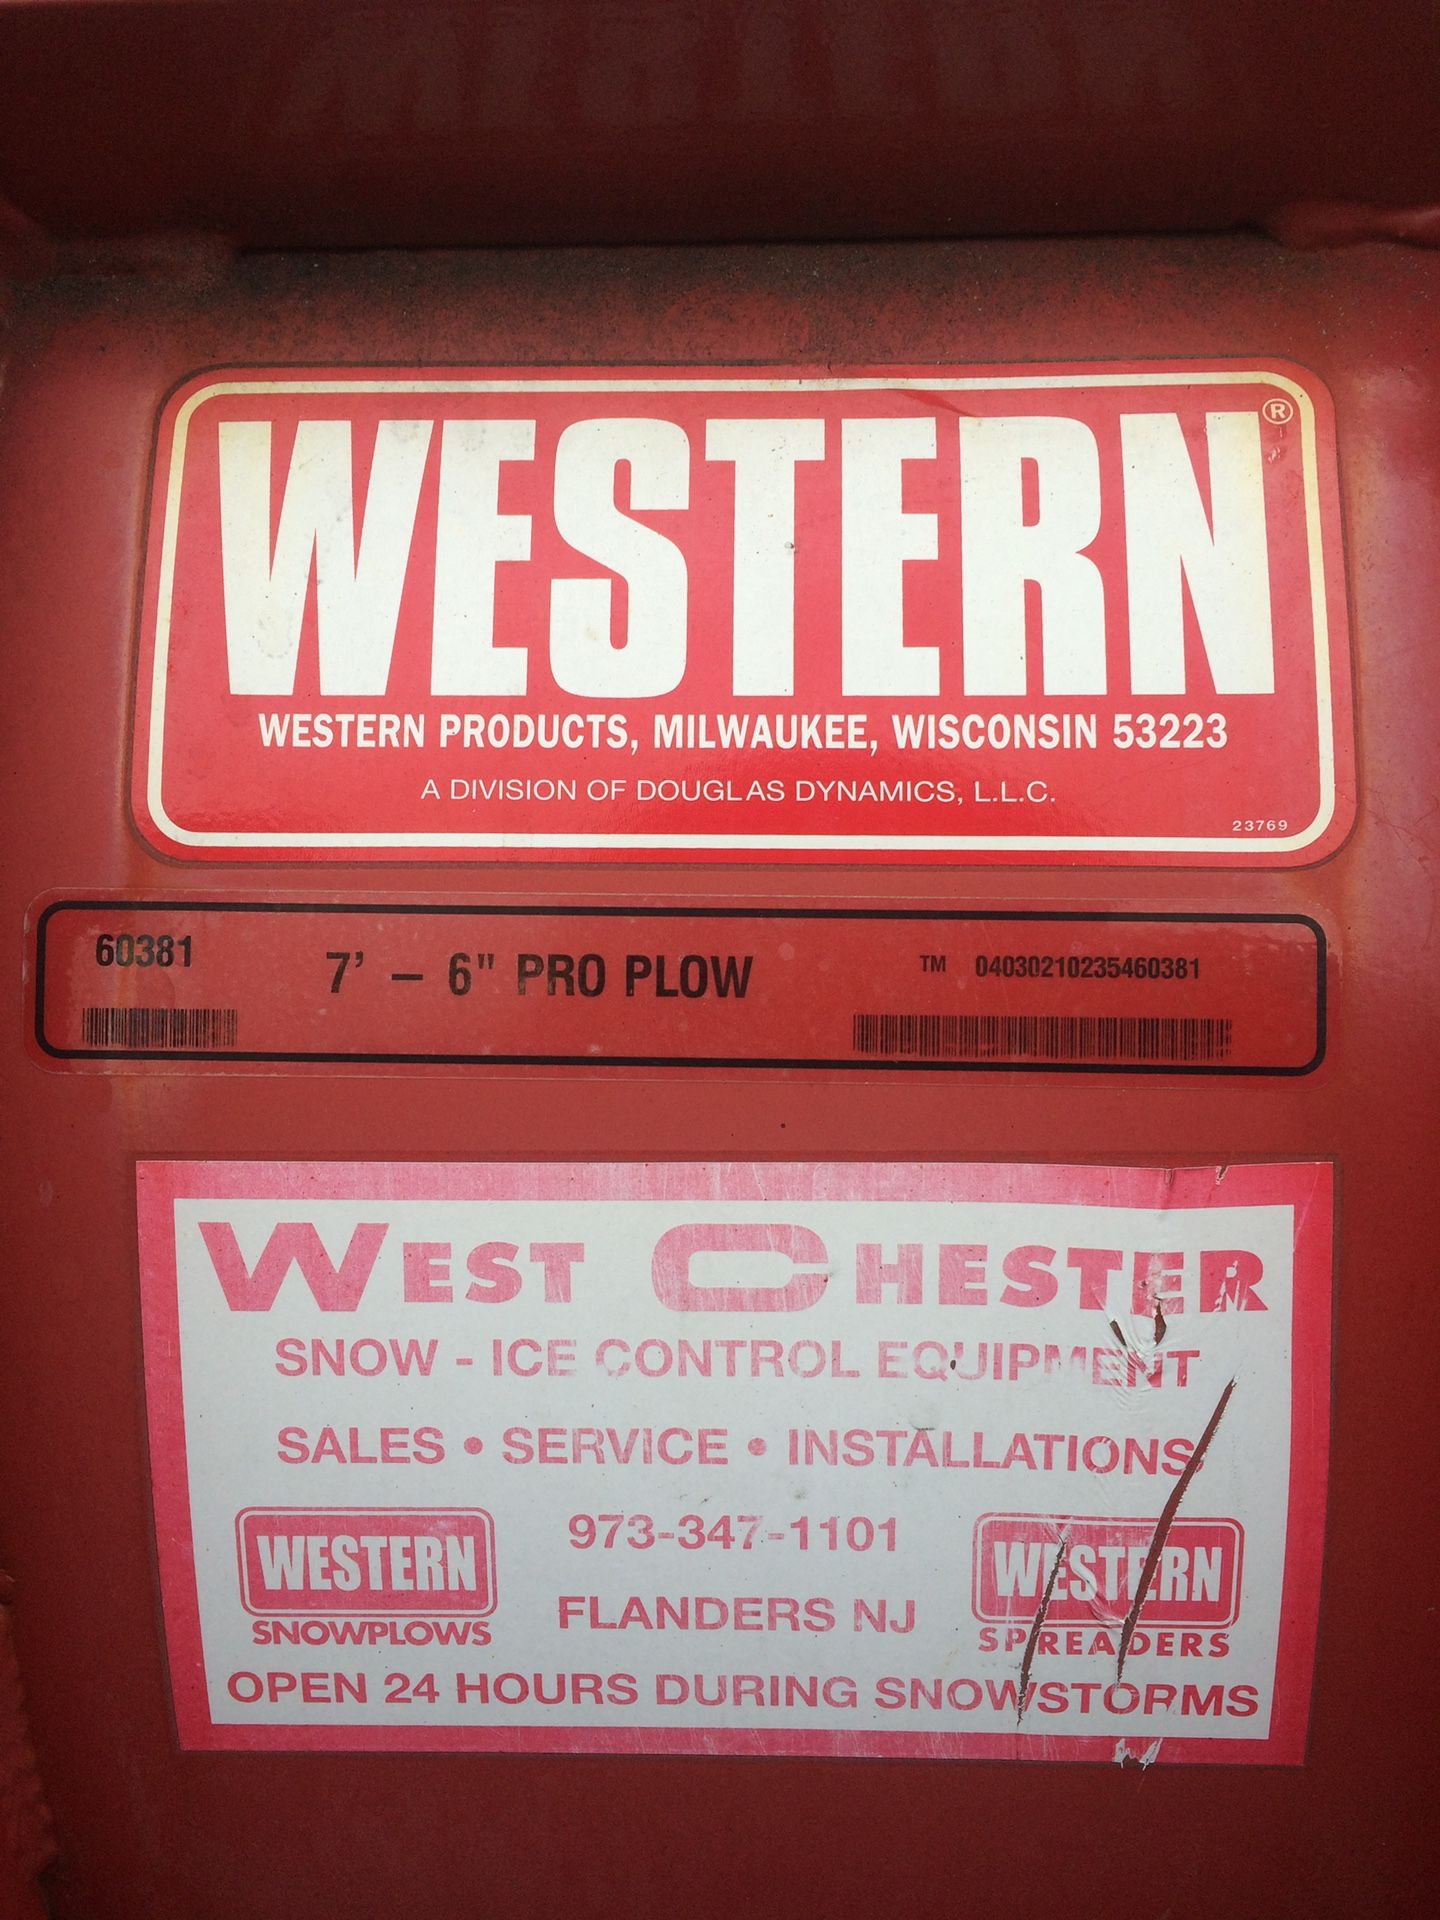 WESTERN®
WESTERN PRODUCTS, MILWAUKEE, WISCONSIN 53223
A DIVISION OF DOUGLAS DYNAMICS, L.L.C.
23769
60381
7' – 6" PRO PLOW
TM 04030210235460381
WEST CHESTER
SNOW - ICE CONTROL EQUIPMENT
SALES • SERVICE • INSTALLATIONS
WESTERN
SNOWPLOWS
973-347-1101
FLANDERS NJ
WESTERN
SPREADERS
OPEN 24 HOURS DURING SNOWSTORMS